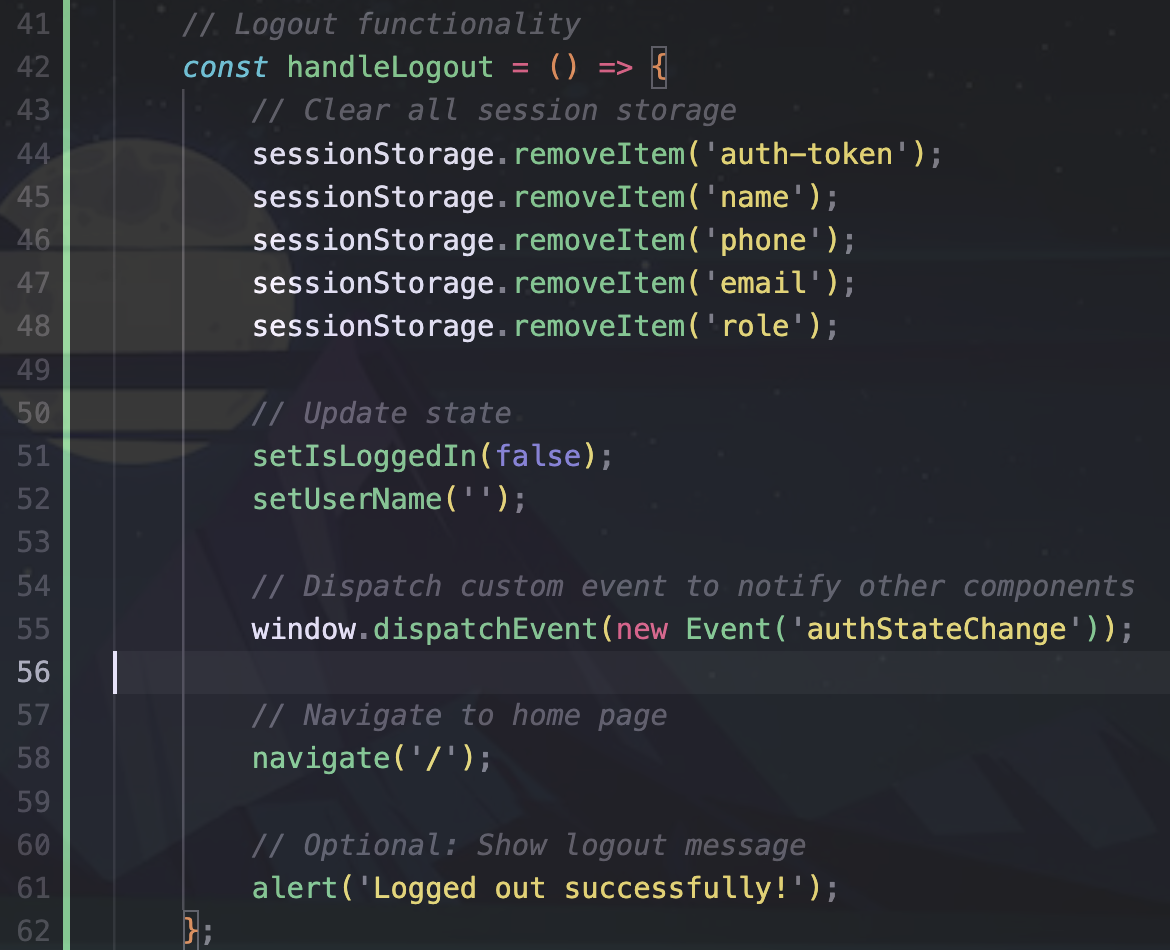 41 // Logout functionality
42 const handleLogout = () => {
43 // Clear all session storage
44 sessionStorage.removeItem('auth-token');
45 sessionStorage.removeItem('name');
46 sessionStorage.removeItem('phone');
47 sessionStorage.removeItem('email');
48 sessionStorage.removeItem('role');
49
50 // Update state
51 setIsLoggedIn(false);
52 setUserName('');
53
54 // Dispatch custom event to notify other components
55 window.dispatchEvent(new Event('authStateChange'));
56
57 // Navigate to home page
58 navigate('/');
59
60 // Optional: Show logout message
61 alert('Logged out successfully!');
62 };